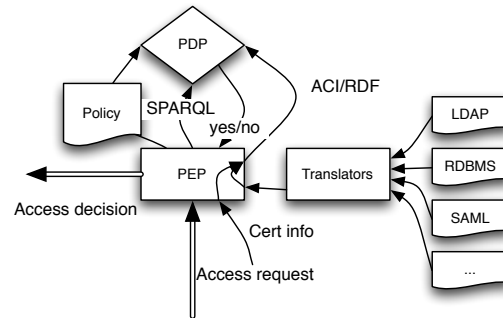 PDP
ACI/RDF
Policy
SPARQL
LDAP
yes/no
PEP
Translators
RDBMS
Access decision
Cert info
SAML
Access request
...